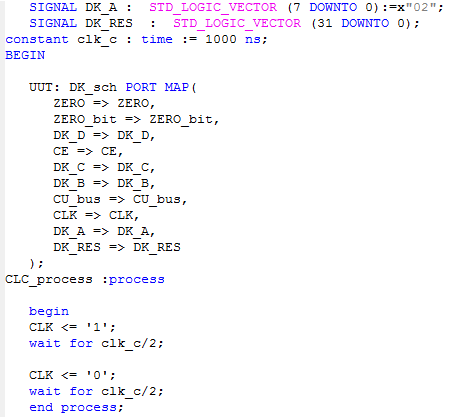 SIGNAL DK_A : STD_LOGIC_VECTOR (7 DOWNTO 0):=x"02";
SIGNAL DK_RES : STD_LOGIC_VECTOR (31 DOWNTO 0);
constant clk_c : time := 1000 ns;
BEGIN
UUT: DK_sch PORT MAP(
ZERO => ZERO,
ZERO_bit => ZERO_bit,
DK_D => DK_D,
CE => CE,
DK_C => DK_C,
DK_B => DK_B,
CU_bus => CU_bus,
CLK => CLK,
DK_A => DK_A,
DK_RES => DK_RES
);
CLC_process :process
begin
CLK <= '1';
wait for clk_c/2;
CLK <= '0';
wait for clk_c/2;
end process;